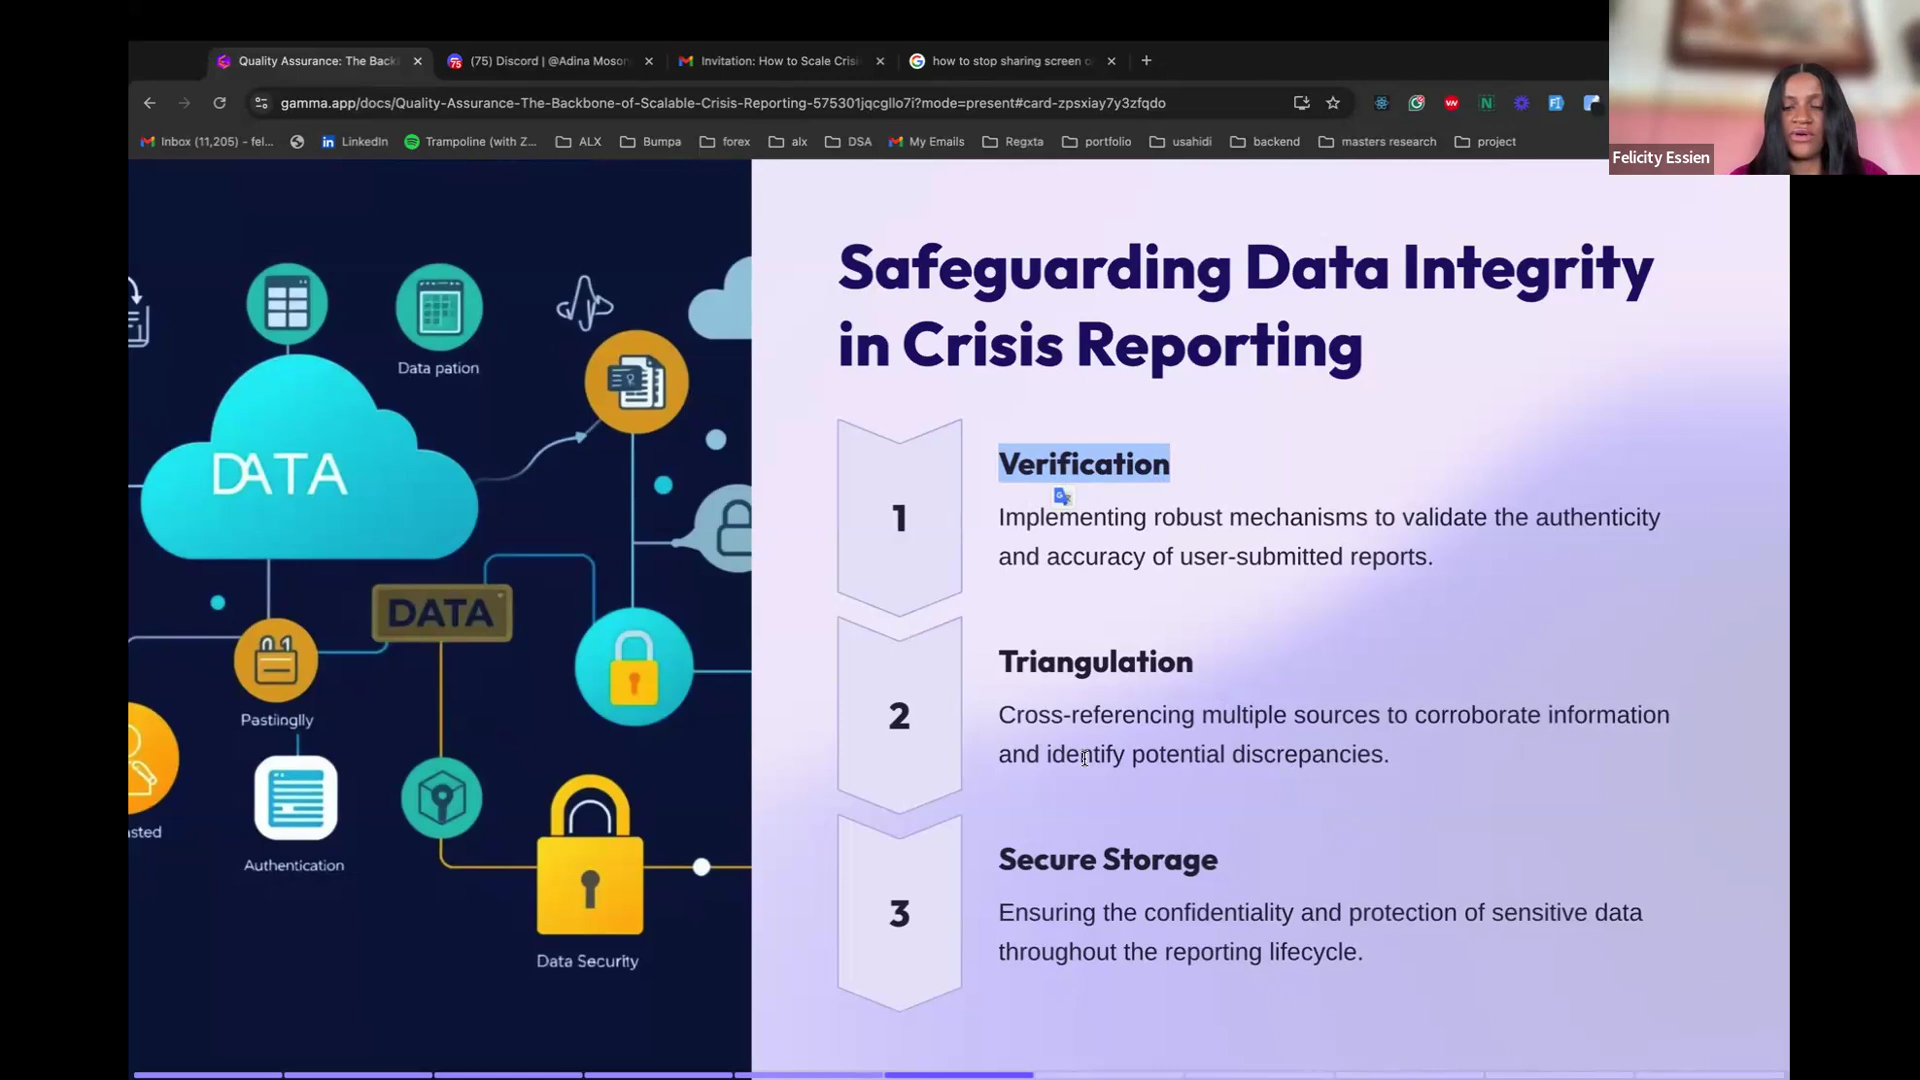 Quality Assurance: The Back
(75) Discord | @Adina Moson
Invitation: How to Scale Crisi
how to stop sharing screen o
gamma.app/docs/Quality-Assurance-The-Backbone-of-Scalable-Crisis-Reporting-575301jqcgllo7i?mode=present#card-zpsxiay7y3zfqdo
Inbox (11,205) - fel...
LinkedIn
Trampoline (with Z...
ALX
Bumpa
forex
alx
DSA
My Emails
Regxta
portfolio
usahidi
backend
masters research
project
Felicity Essien
Safeguarding Data Integrity
in Crisis Reporting
1
Verification
Implementing robust mechanisms to validate the authenticity
and accuracy of user-submitted reports.
2
Triangulation
Cross-referencing multiple sources to corroborate information
and identify potential discrepancies.
3
Secure Storage
Ensuring the confidentiality and protection of sensitive data
throughout the reporting lifecycle.
Data pation
DATA
DATA
01
Pastiinglly
asted
Authentication
Data Security